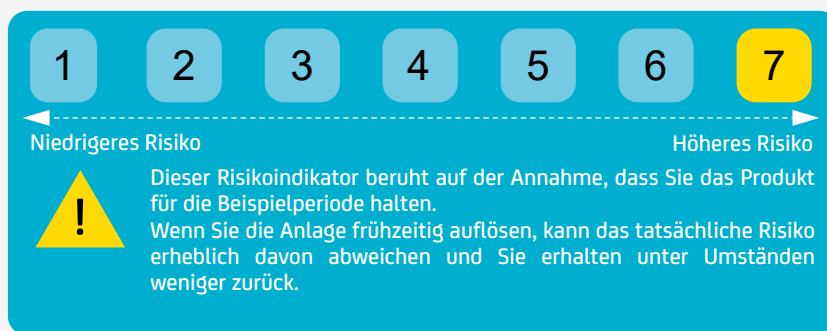 1 2 3 4 5 6 7
Niedrigeres Risiko Höheres Risiko
!
Dieser Risikoindikator beruht auf der Annahme, dass Sie das Produkt
für die Beispielperiode halten.
Wenn Sie die Anlage frühzeitig auflösen, kann das tatsächliche Risiko
erheblich davon abweichen und Sie erhalten unter Umständen
weniger zurück.